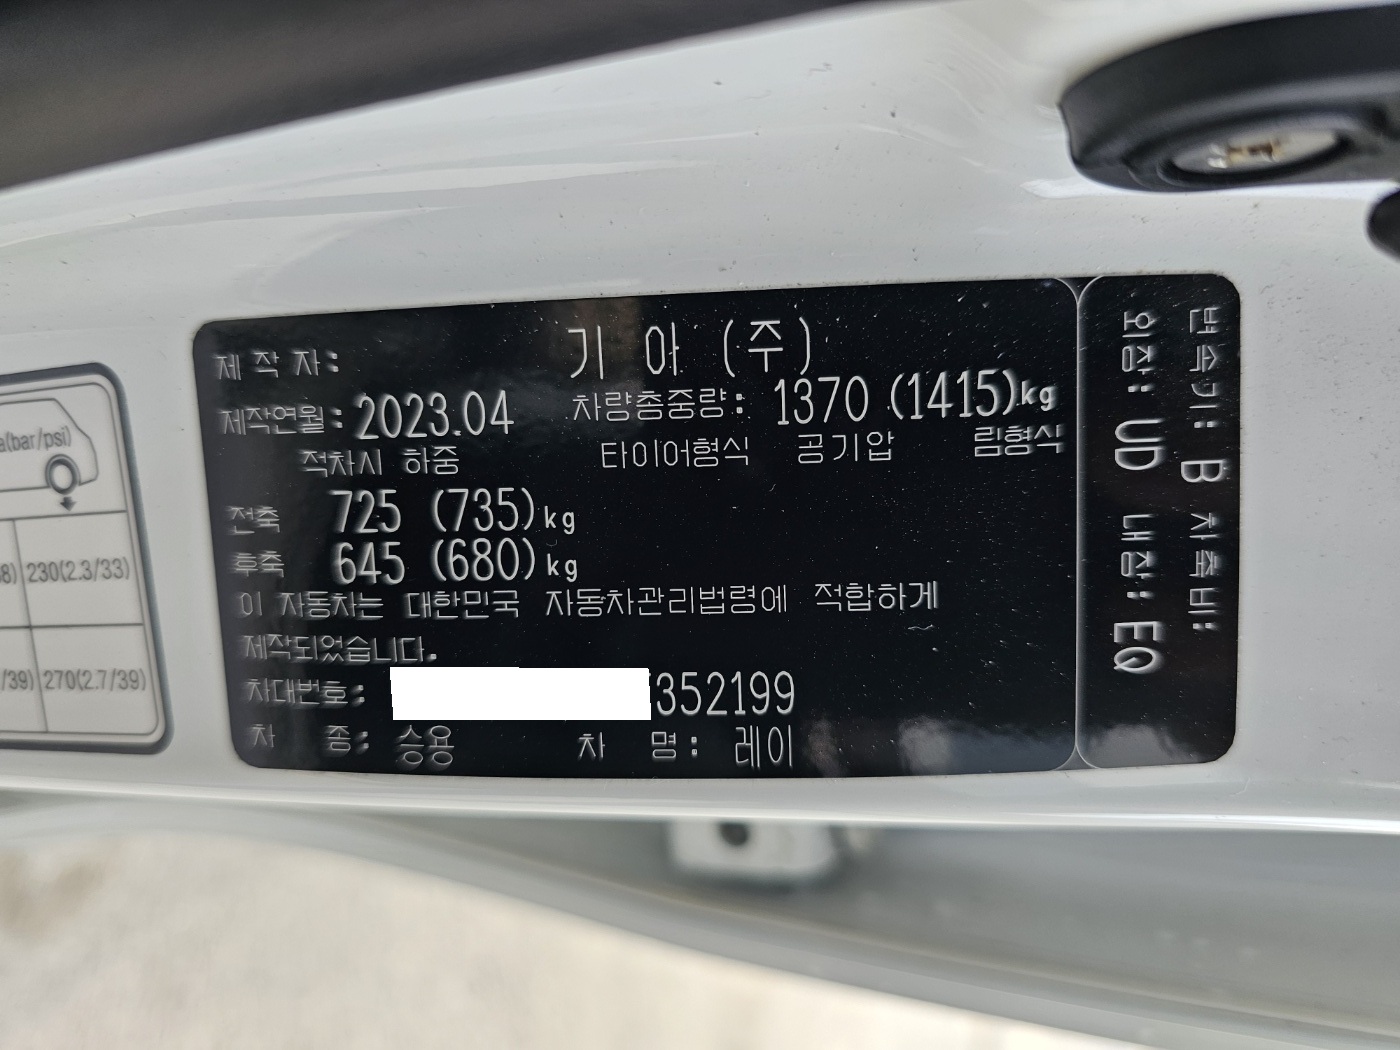 제 작 자: 기 아 (주)
제작연월: 2023.04 차량총중량: 1370 (1415)kg
적차시 하중 타이어형식 공기압 림형식
전축 725 (735)kg
후축 645 (680)kg
이 자동차는 대한민국 자동차관리법령에 적합하게
제작되었습니다.
차대번호: 352199
차 종: 승용 차 명: 레이
변속기: B 차축비:
외장: UD 내장: EQ
a(bar/psi)
8) 230(2.3/33)
/39) 270(2.7/39)